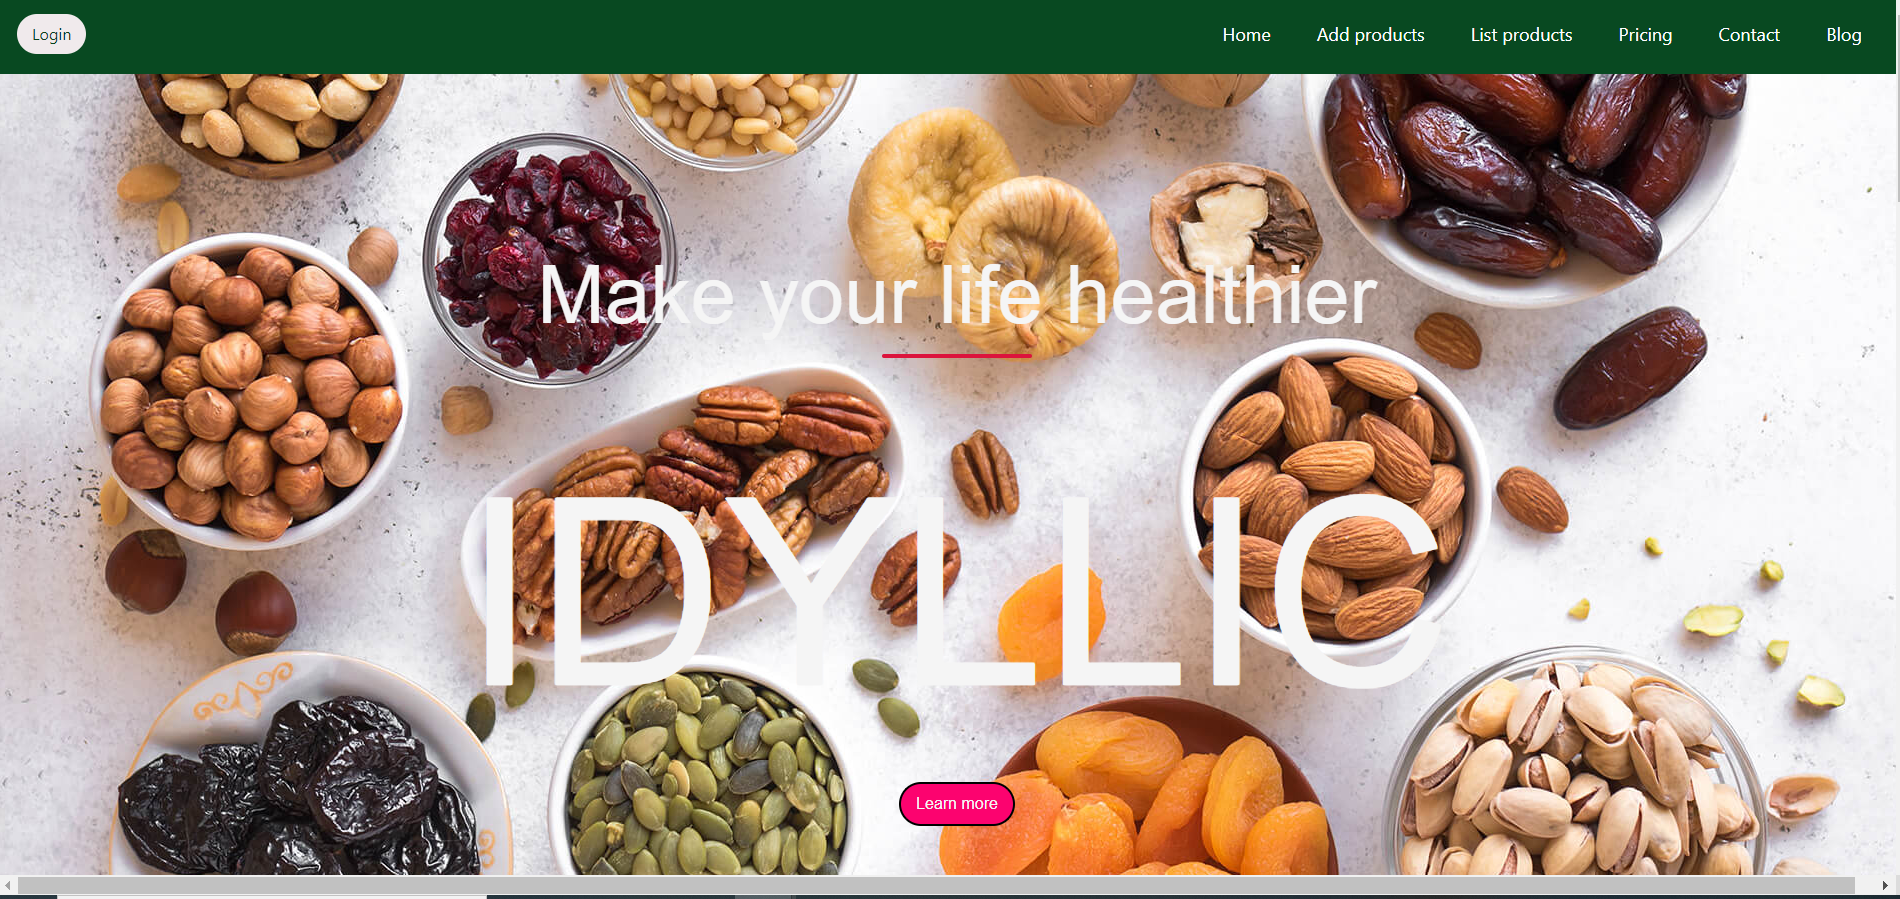 Login
Home
Add products
List products
Pricing
Contact
Blog
Make your life healthier
IDYLLIC
Learn more